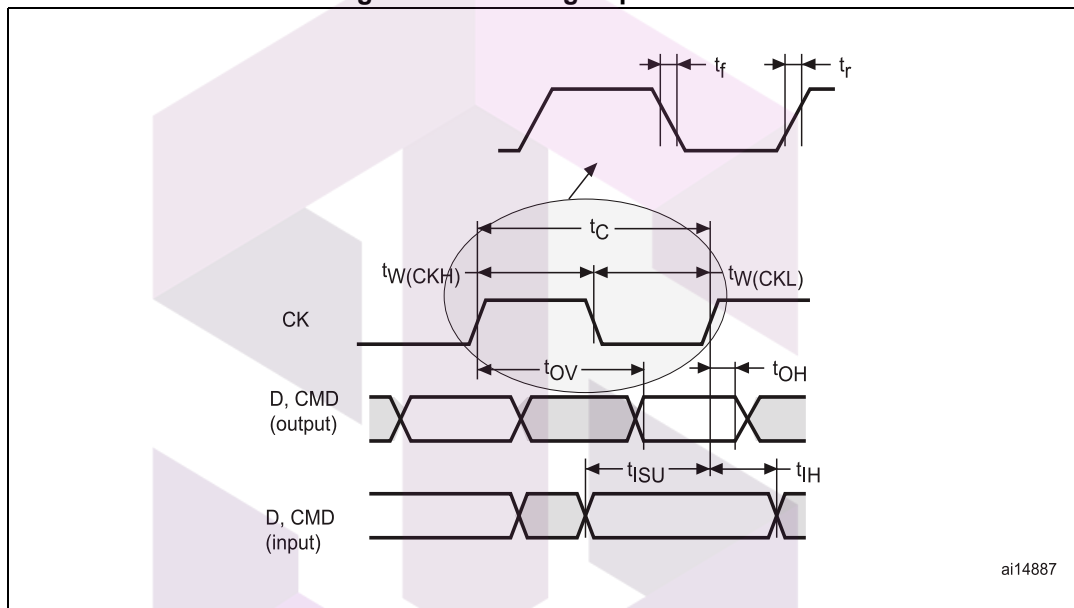 tf
tr
tC
tW(CKH)
tW(CKL)
CK
tOV
tOH
D, CMD
(output)
tISU
tIH
D, CMD
(input)
ai14887